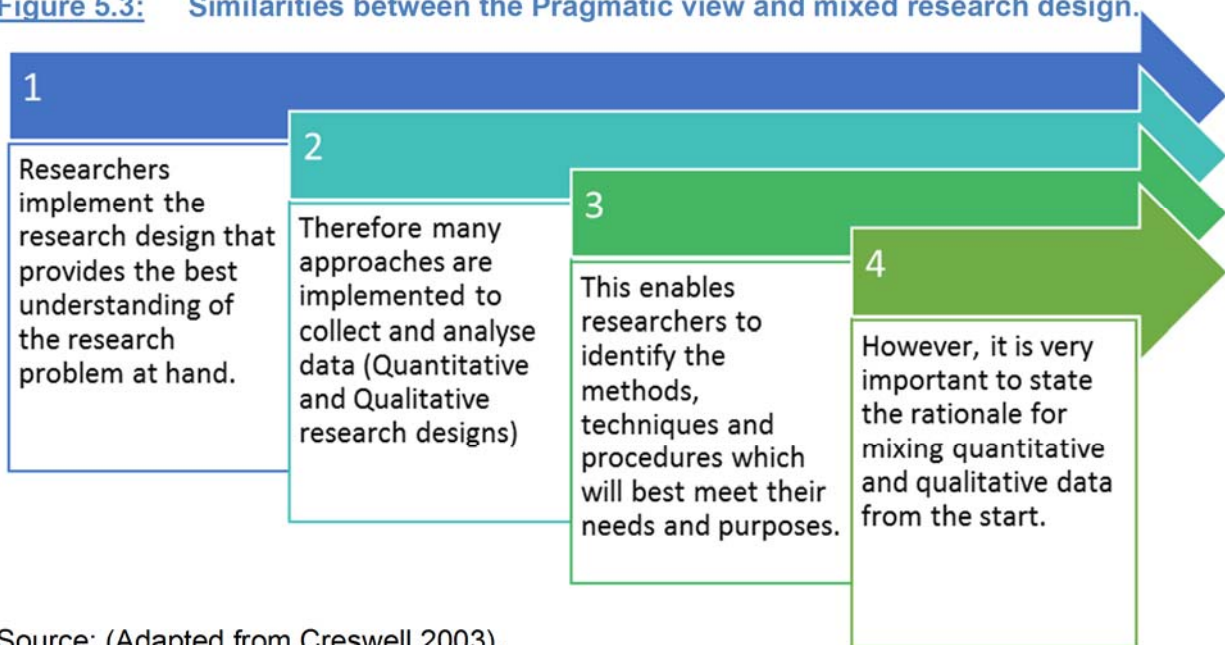 Figure 5.3: Similarities between the Pragmatic view and mixed research design.
1
Researchers
implement the
research design that
provides the best
understanding of
the research
problem at hand.
2
Therefore many
approaches are
implemented to
collect and analyse
data (Quantitative
and Qualitative
research designs)
3
This enables
researchers to
identify the
methods,
techniques and
procedures which
will best meet their
needs and purposes.
4
However, it is very
important to state
the rationale for
mixing quantitative
and qualitative data
from the start.
Source: (Adapted from Creswell 2003)